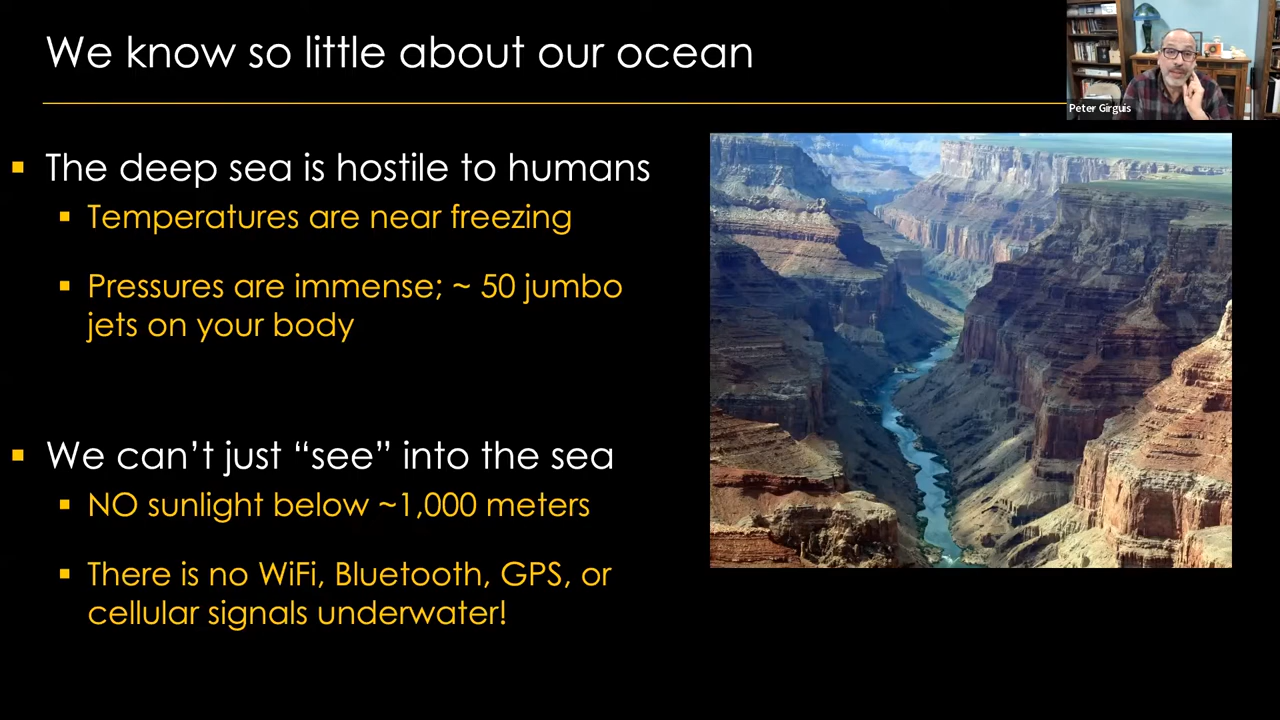 We know so little about our ocean
Peter Girguis
▪ The deep sea is hostile to humans
▪ Temperatures are near freezing
▪ Pressures are immense; ~ 50 jumbo
jets on your body
▪ We can’t just “see” into the sea
▪ NO sunlight below ~1,000 meters
▪ There is no WiFi, Bluetooth, GPS, or
cellular signals underwater!